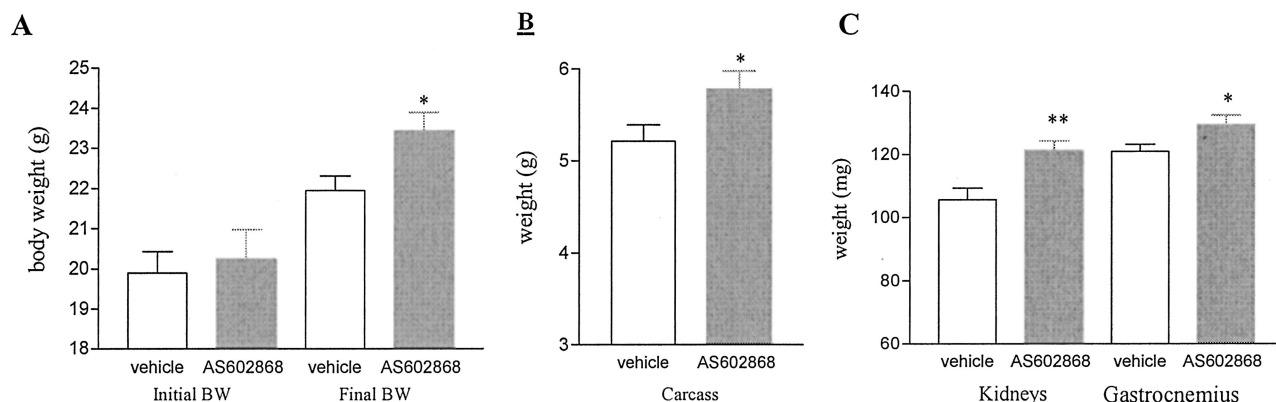 A
body weight (g)
25
24
23
22
21
20
19
18
*
vehicle AS602868 vehicle AS602868
Initial BW Final BW
B
weight (g)
6
5
4
3
*
vehicle AS602868
Carcass
C
weight (mg)
140
120
100
80
60
**
*
vehicle AS602868 vehicle AS602868
Kidneys Gastrocnemius